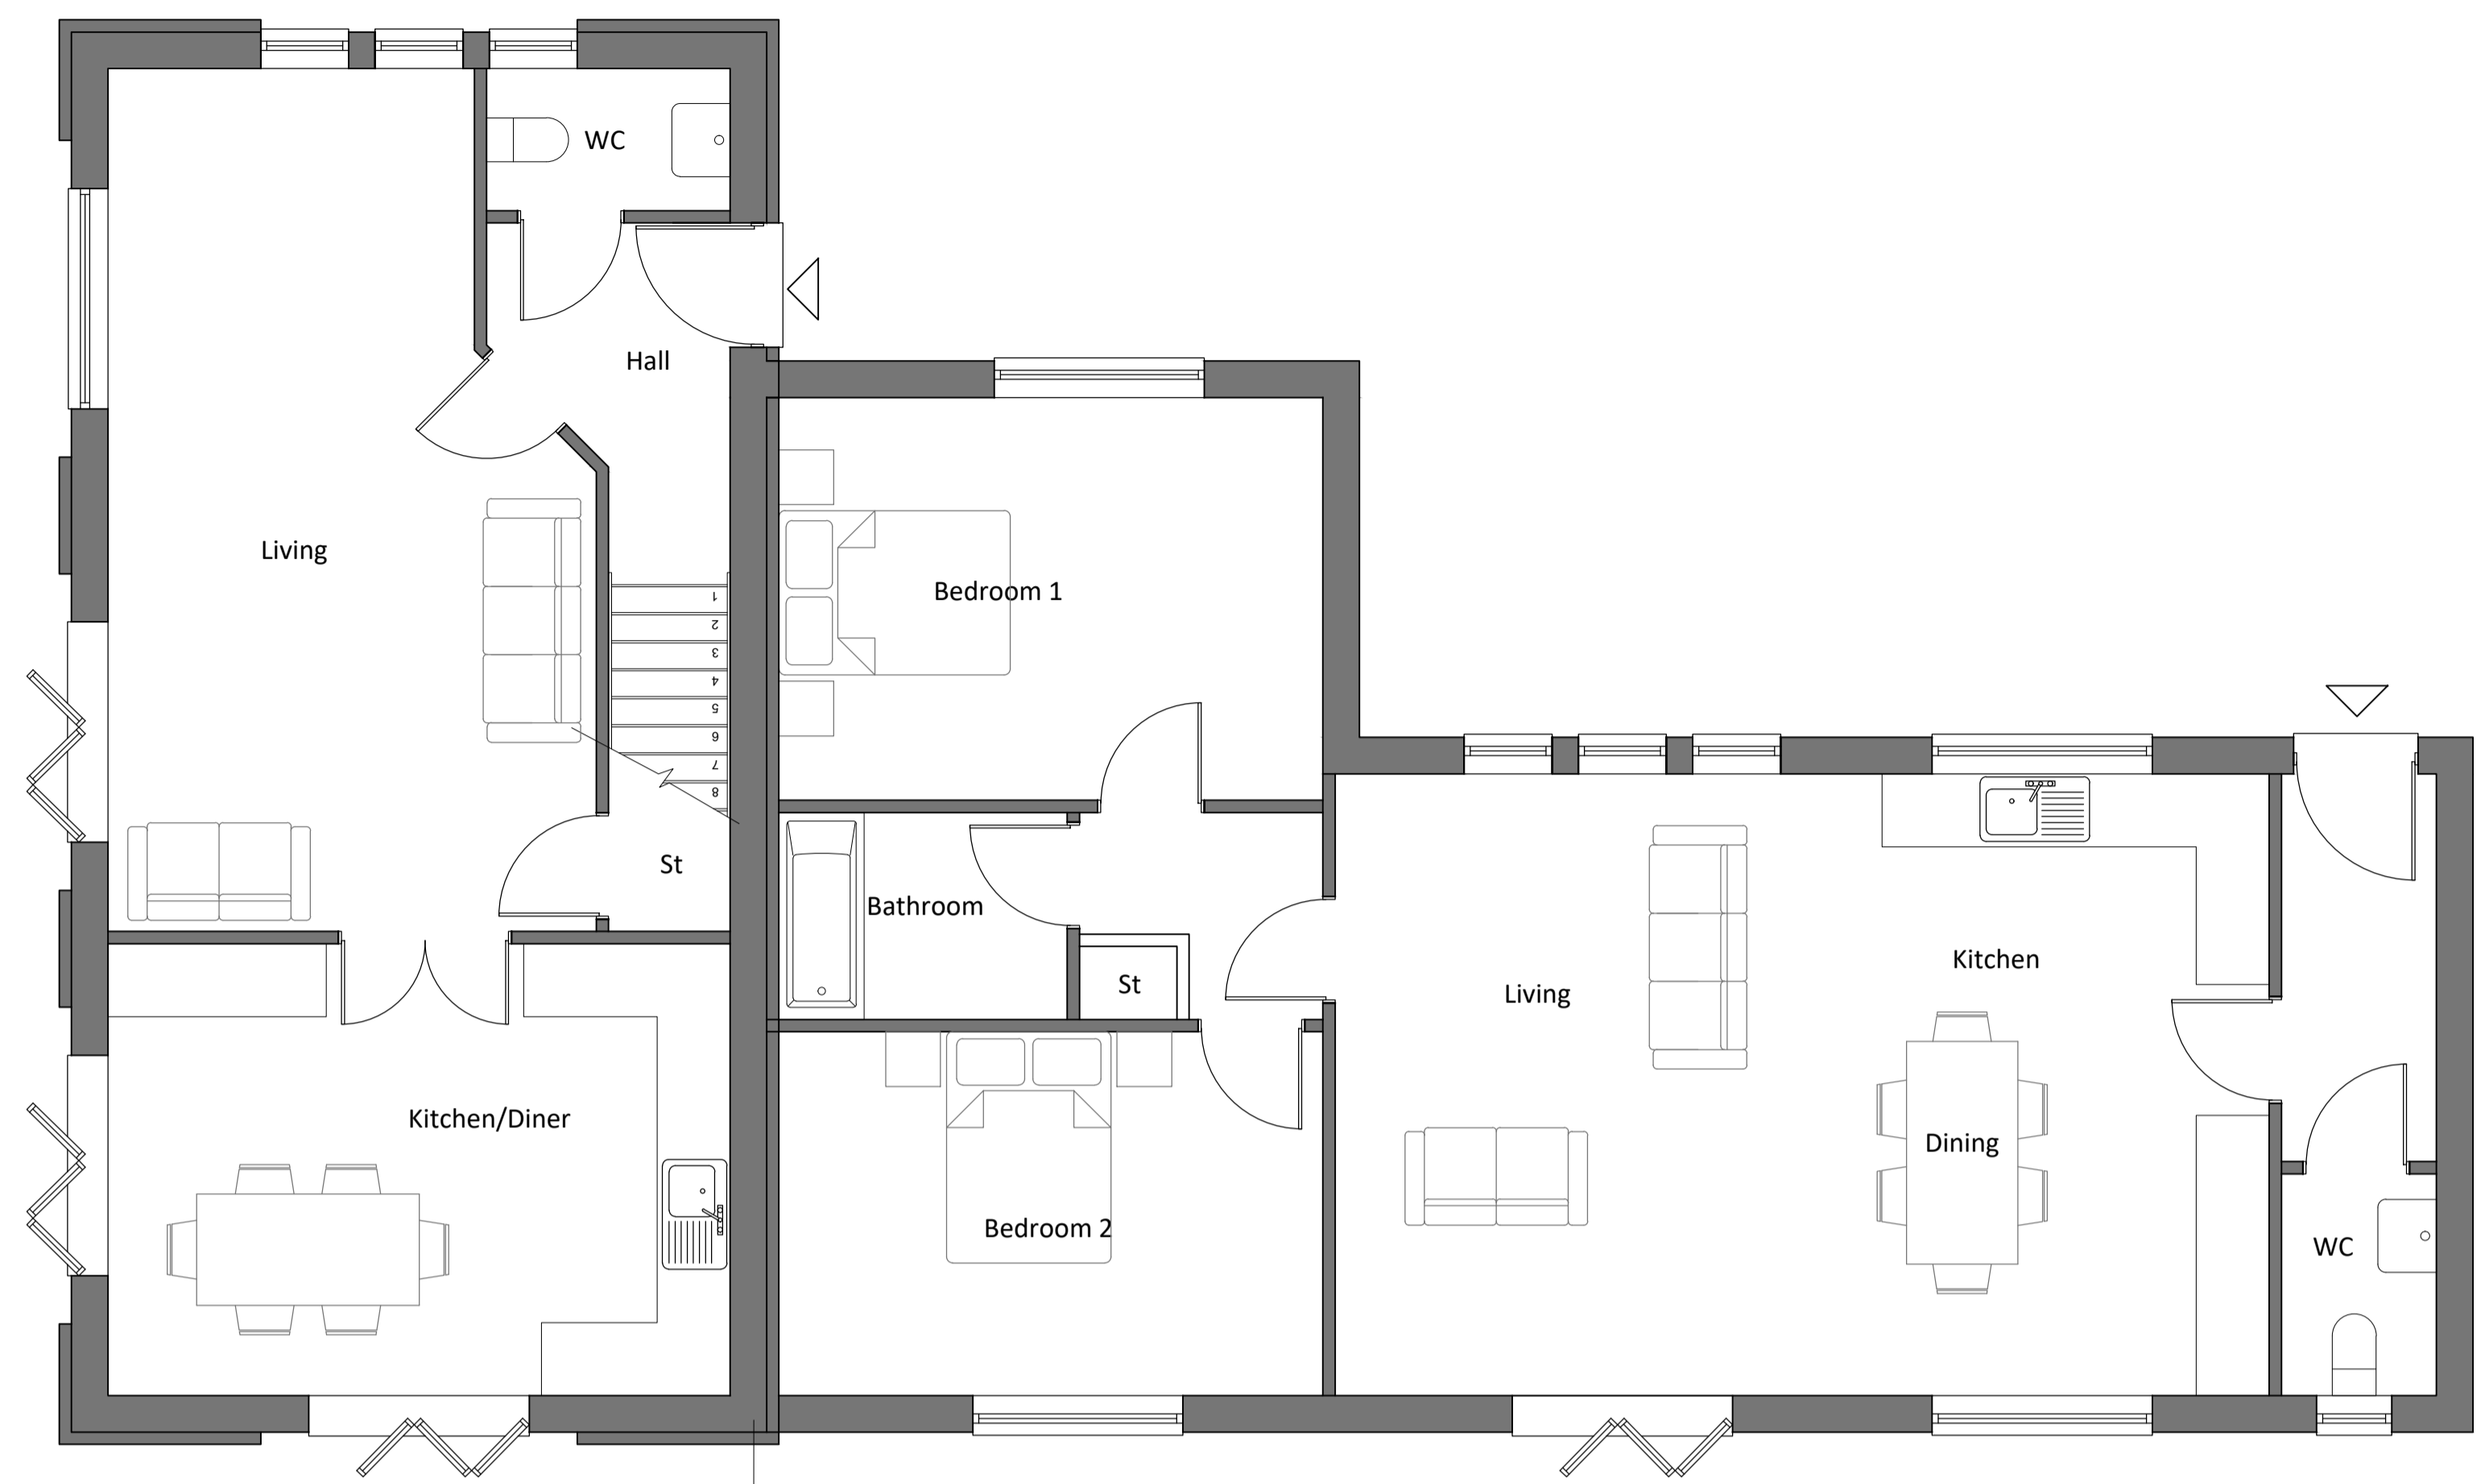 WC
Hall
Living
1
2
3
4
5
6
7
8
St
Kitchen/Diner
Bedroom 1
Bathroom
St
Bedroom 2
Living
Kitchen
Dining
WC